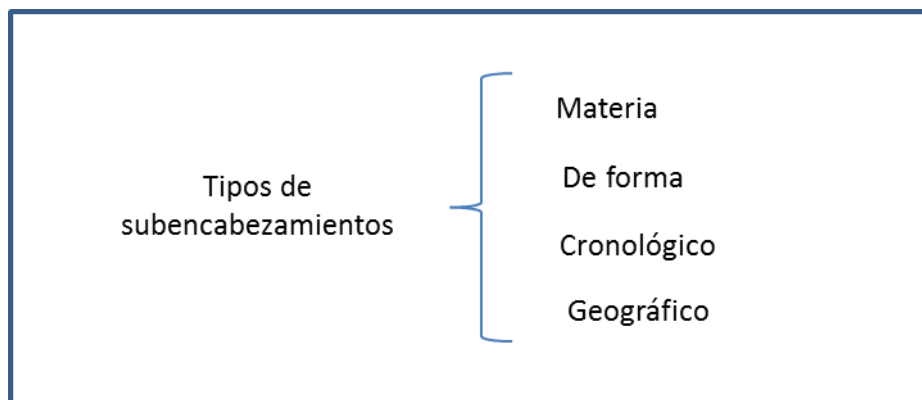 Tipos de
subencabezamientos
Materia
De forma
Cronológico
Geográfico